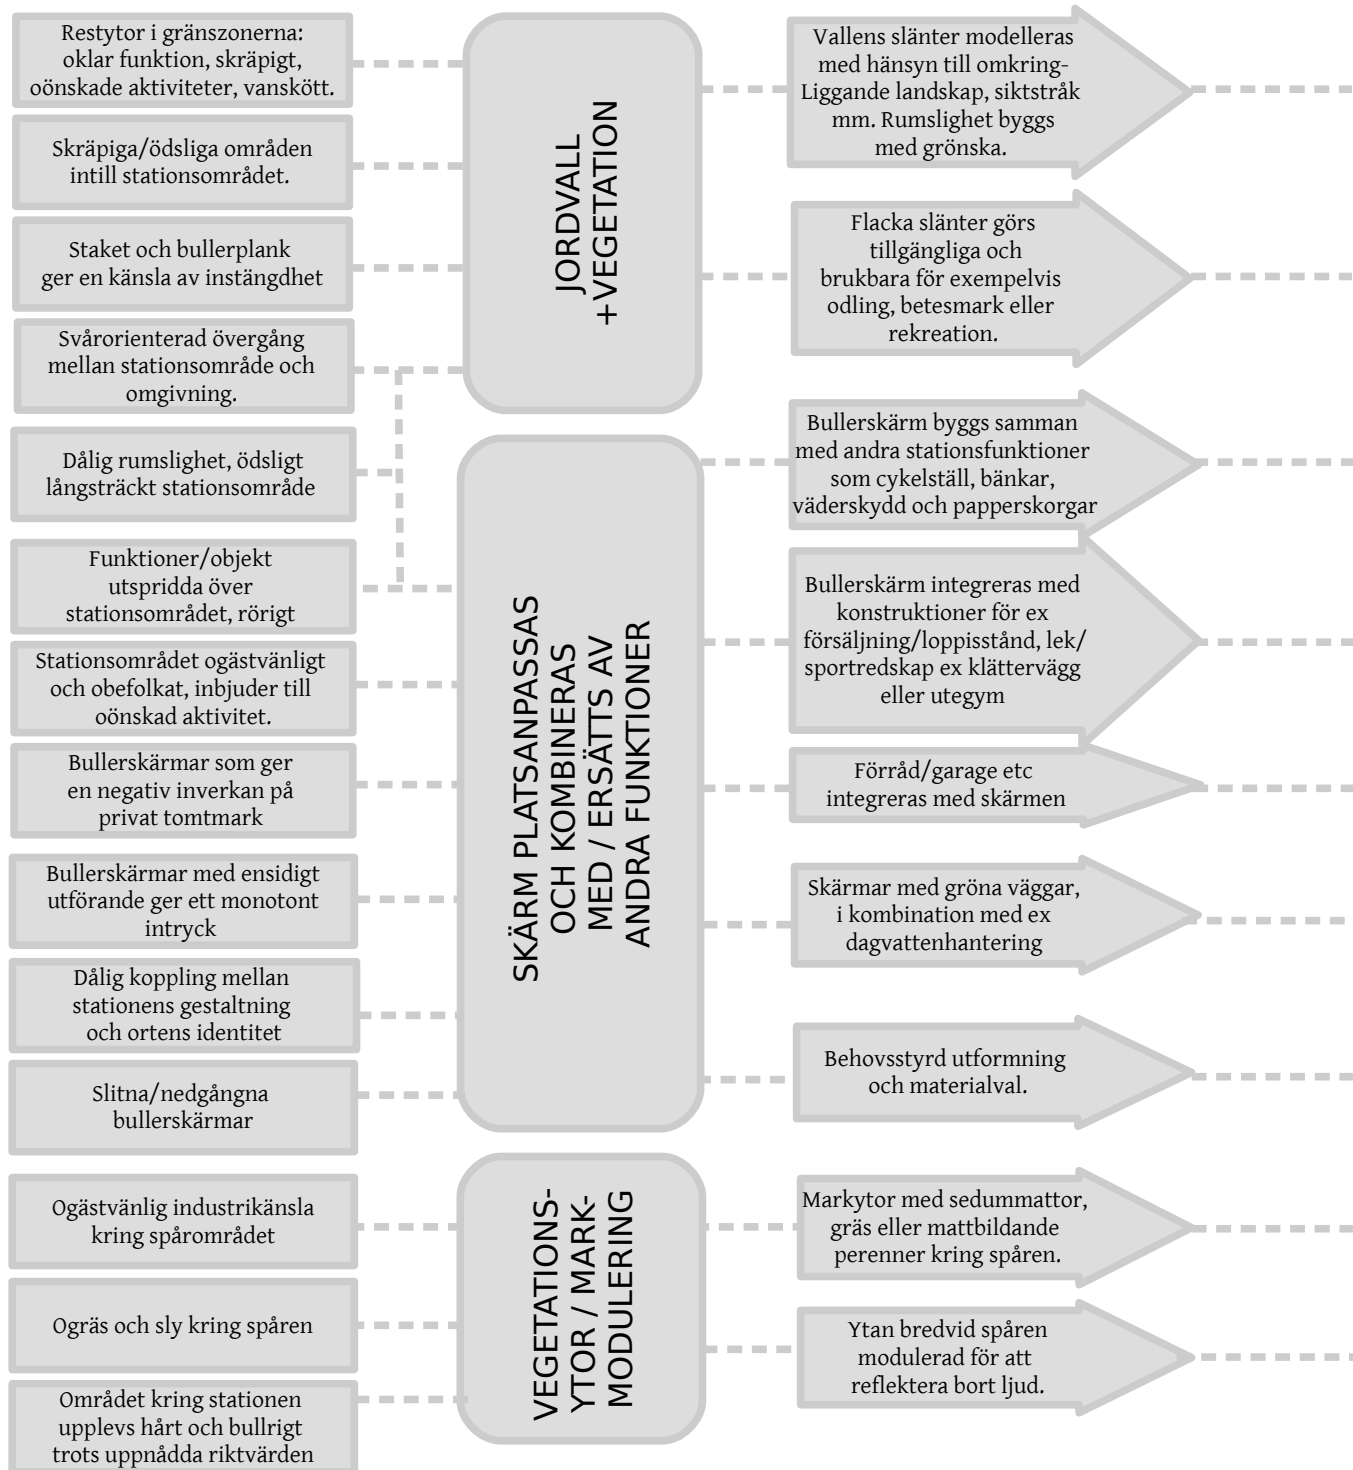 Restytor i gränszonerna:
oklar funktion, skräpigt,
oönskade aktiviteter, vanskött.
Skräpiga/ödsliga områden
intill stationsområdet.
Staket och bullerplank
ger en känsla av instängdhet
Svårorienterad övergång
mellan stationsområde och
omgivning.
Dålig rumslighet, ödsligt
långsträckt stationsområde
Funktioner/objekt
utspridda över
stationsområdet, rörigt
Stationsområdet ogästvänligt
och obefolkat, inbjuder till
oönskad aktivitet.
Bullerskärmar som ger
en negativ inverkan på
privat tomtmark
Bullerskärmar med ensidigt
utförande ger ett monotont
intryck
Dålig koppling mellan
stationens gestaltning
och ortens identitet
Slitna/nedgångna
bullerskärmar
Ogästvänlig industrikänsla
kring spårområdet
Ogräs och sly kring spåren
Området kring stationen
upplevs hårt och bullrigt
trots uppnådda riktvärden
JORDVALL
+VEGETATION
SKÄRM PLATSANPASSAS
OCH KOMBINERAS
MED / ERSÄTTS AV
ANDRA FUNKTIONER
VEGETATIONS-
YTOR / MARK-
MODULERING
Vallens slänter modelleras
med hänsyn till omkring-
Liggande landskap, siktstråk
mm. Rumslighet byggs
med grönska.
Flacka slänter görs
tillgängliga och
brukbara för exempelvis
odling, betesmark eller
rekreation.
Bullerskärm byggs samman
med andra stationsfunktioner
som cykelställ, bänkar,
väderskydd och papperskorgar
Bullerskärm integreras med
konstruktioner för ex
försäljning/loppisstånd, lek/
sportredskap ex klättervägg
eller utegym
Förråd/garage etc
integreras med skärmen
Skärmar med gröna väggar,
i kombination med ex
dagvattenhantering
Behovsstyrd utformning
och materialval.
Markytor med sedummattor,
gräs eller mattbildande
perenner kring spåren.
Ytan bredvid spåren
modulerad för att
reflektera bort ljud.